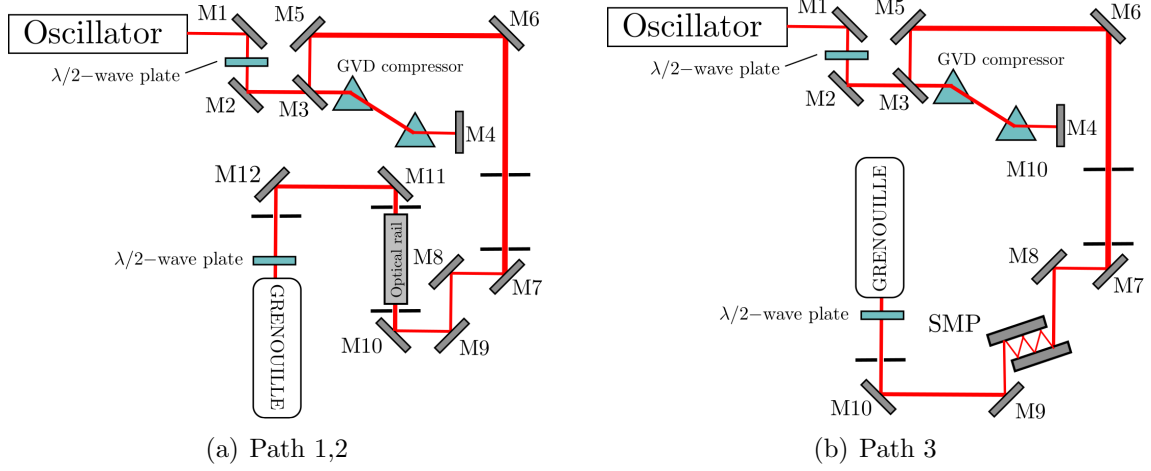 M1
M5
M6
Oscillator
λ/2−wave plate
GVD compressor
M2
M3
M4
M12
M11
Optical rail
M8
λ/2−wave plate
M7
GRENOUILLE
M10
M9
(a) Path 1,2
M1
M5
M6
Oscillator
λ/2−wave plate
GVD compressor
M2
M3
M4
M10
GRENOUILLE
M8
M7
λ/2−wave plate
SMP
M10
M9
(b) Path 3